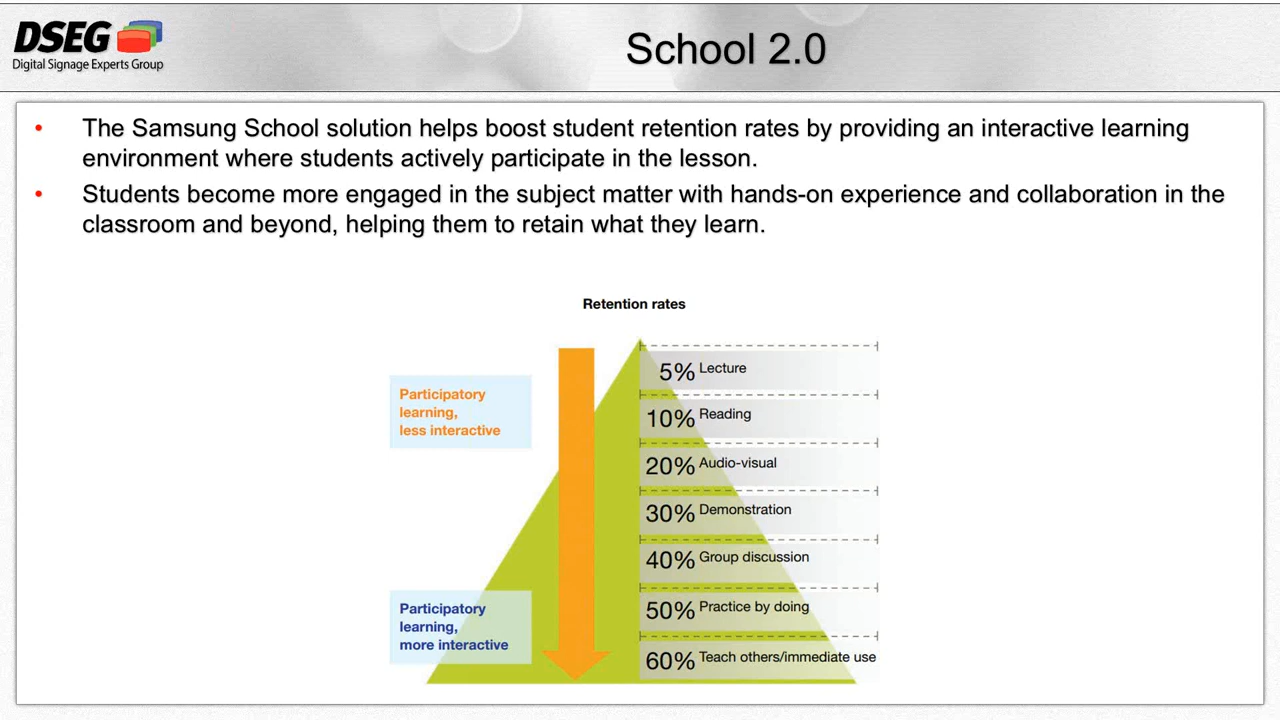 DSEG
Digital Signage Experts Group
School 2.0
• The Samsung School solution helps boost student retention rates by providing an interactive learning
environment where students actively participate in the lesson.
• Students become more engaged in the subject matter with hands-on experience and collaboration in the
classroom and beyond, helping them to retain what they learn.
Retention rates
Participatory
learning,
less interactive
5% Lecture
10% Reading
20% Audio-visual
30% Demonstration
40% Group discussion
50% Practice by doing
60% Teach others/immediate use
Participatory
learning,
more interactive